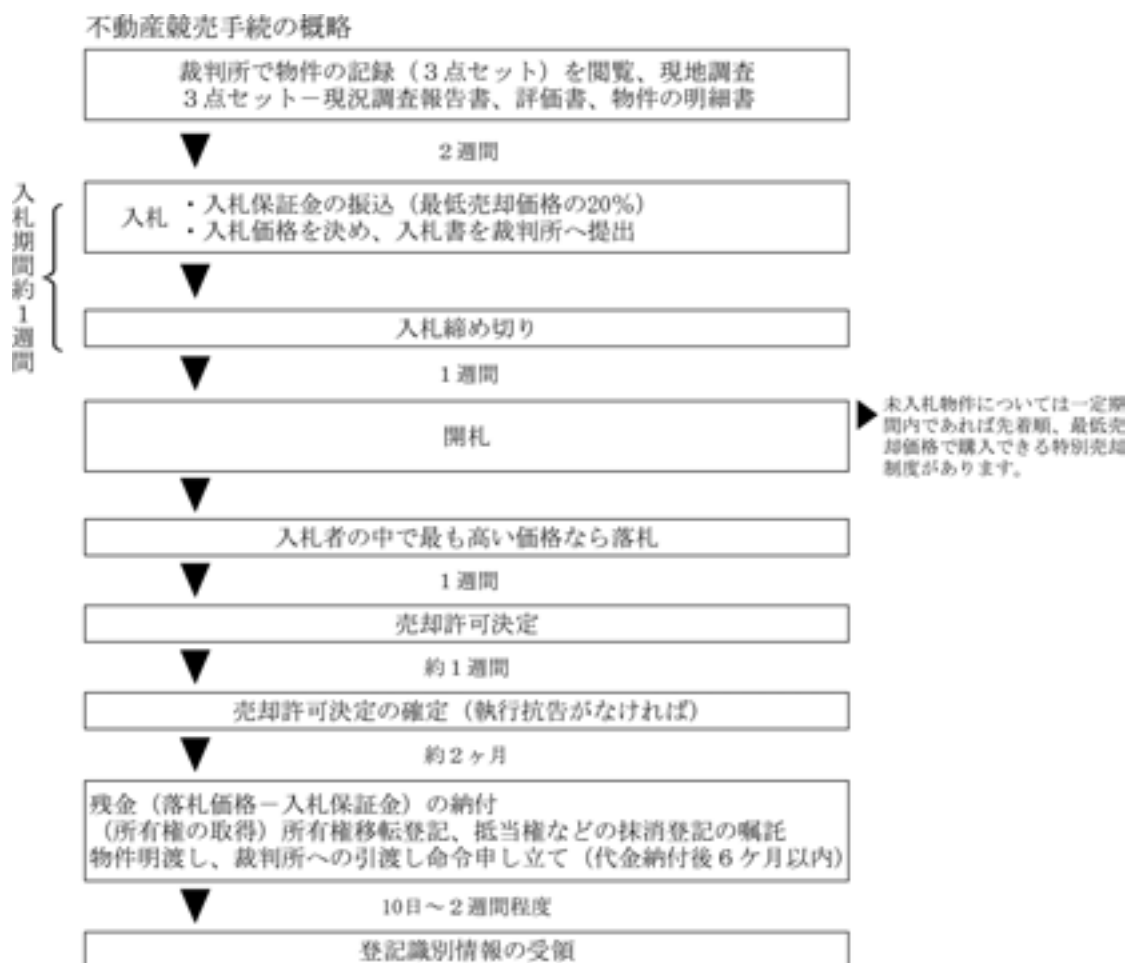 不動産競売手続の概略
裁判所で物件の記録（３点セット）を閲覧、現地調査
３点セット－現況調査報告書、評価書、物件の明細書
２週間
入札期間約１週間
入札
・入札保証金の振込（最低売却価格の20％）
・入札価格を決め、入札書を裁判所へ提出
入札締め切り
１週間
開札
未入札物件については一定期
間内であれば先着順、最低売
却価格で購入できる特別売却
制度があります。
入札者の中で最も高い価格なら落札
１週間
売却許可決定
約１週間
売却許可決定の確定（執行抗告がなければ）
約２ヶ月
残金（落札価格－入札保証金）の納付
（所有権の取得）所有権移転登記、抵当権などの抹消登記の嘱託
物件明渡し、裁判所への引渡し命令申し立て（代金納付後６ケ月以内）
10日～２週間程度
登記識別情報の受領